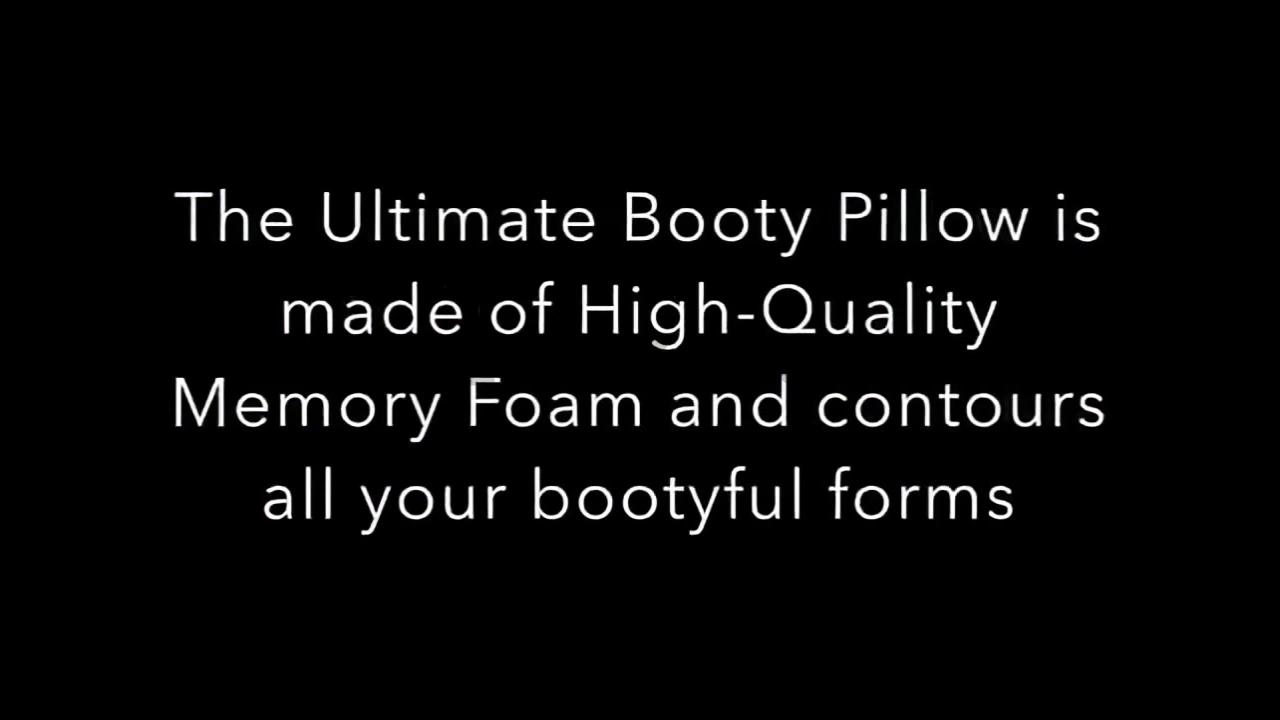 The Ultimate Booty Pillow is
made of High-Quality
Memory Foam and contours
all your bootyful forms